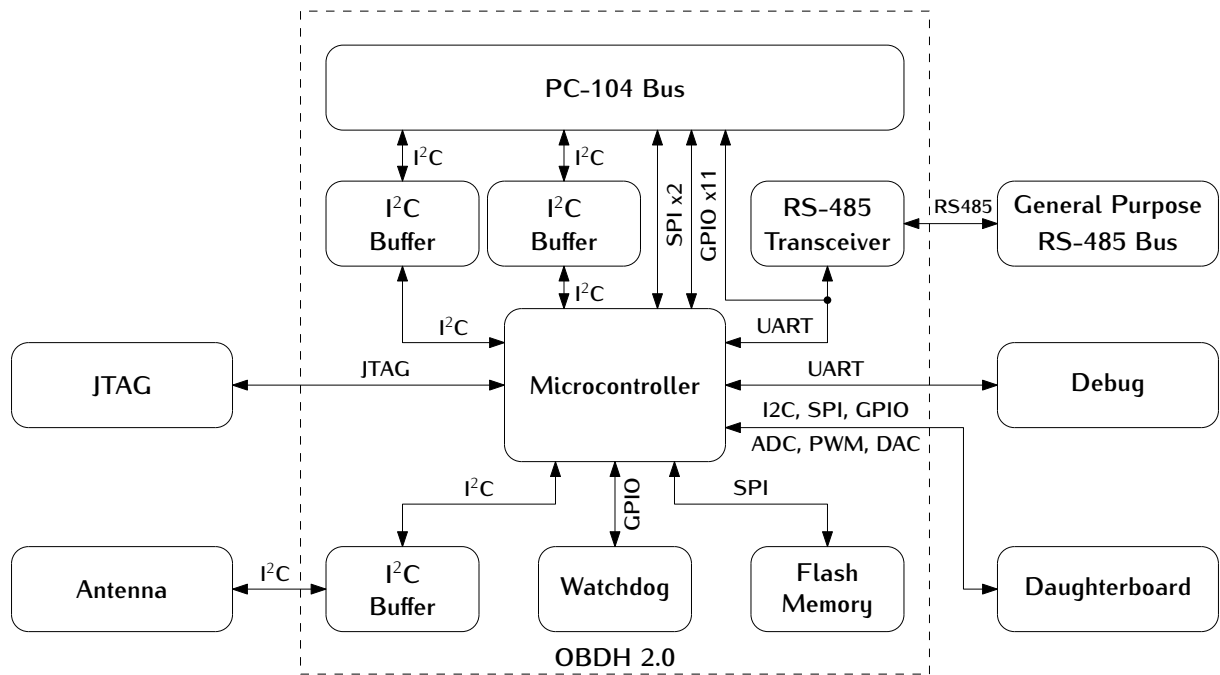 PC-104 Bus
I²C
I²C
I²C
Buffer
I²C
Buffer
SPI x2
GPIO x11
RS-485
Transceiver
RS485
General Purpose
RS-485 Bus
I²C
I²C
UART
JTAG
JTAG
Microcontroller
UART
Debug
I2C, SPI, GPIO
ADC, PWM, DAC
I²C
GPIO
SPI
Antenna
I²C
I²C
Buffer
Watchdog
Flash
Memory
Daughterboard
OBDH 2.0